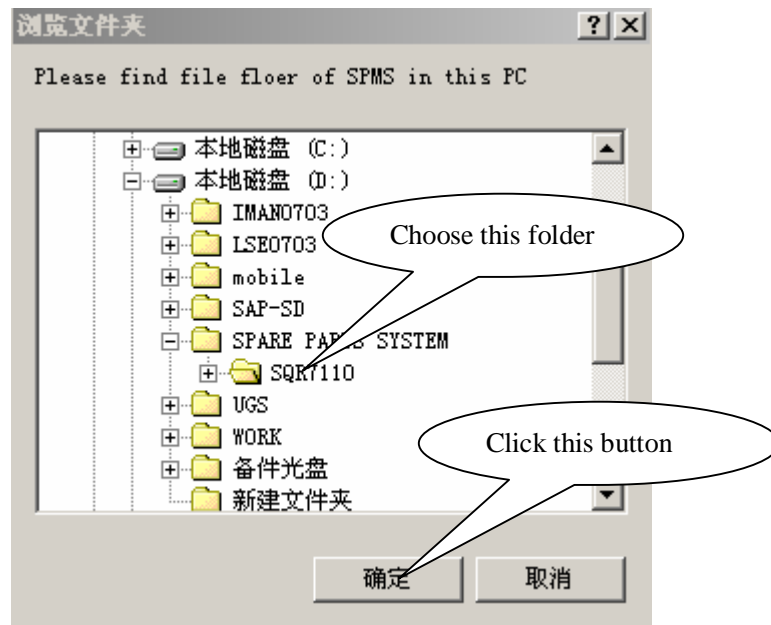 浏览文件夹
Please find file floer of SPMS in this PC
本地磁盘 (C:)
本地磁盘 (D:)
IMAN0703
LSE0703
Choose this folder
mobile
SAP-SD
SPARE PARTS SYSTEM
SQR7110
UGS
WORK
Click this button
备件光盘
新建文件夹
确定
取消